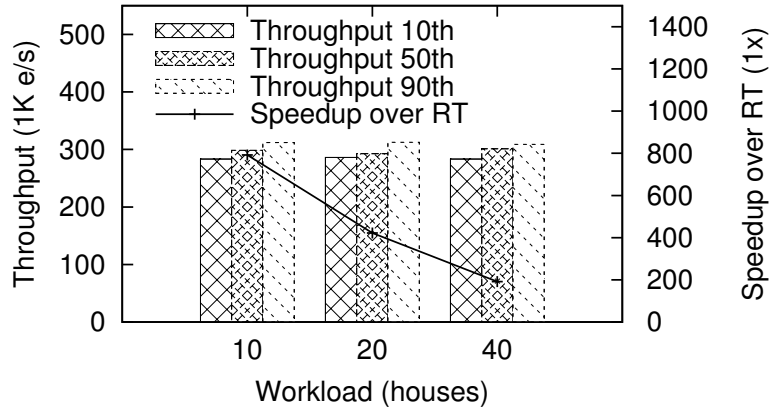 Throughput (1K e/s)
500
400
300
200
100
0
Throughput 10th
Throughput 50th
Throughput 90th
Speedup over RT
1400
1200
1000
800
600
400
200
0
Speedup over RT (1x)
10 20 40
Workload (houses)